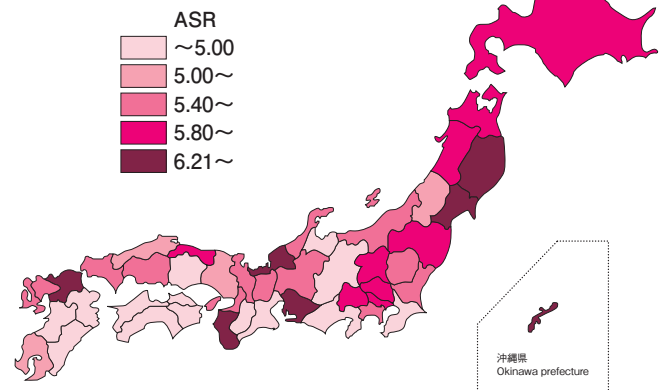 ASR
〜5.00
5.00〜
5.40〜
5.80〜
6.21〜
沖縄県
Okinawa prefecture